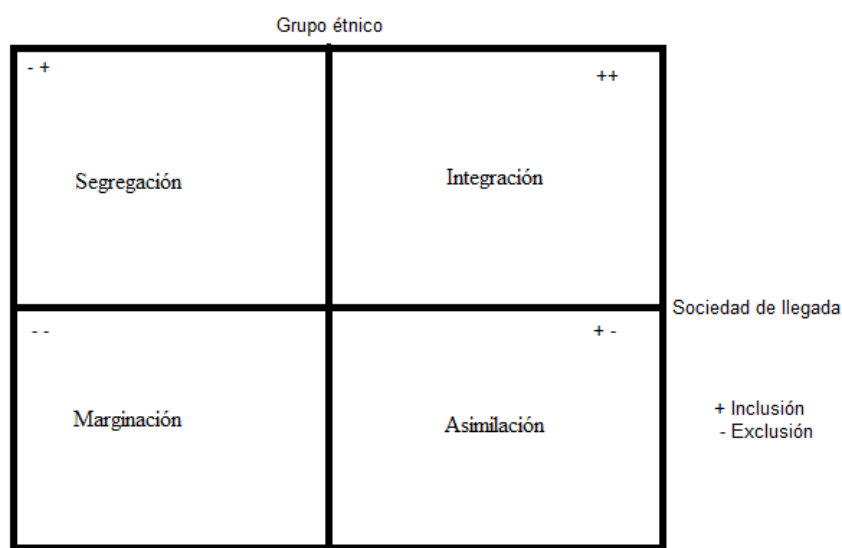 Grupo étnico
- +
++
Segregación
Integración
Sociedad de llegada
- -
+ -
Marginación
Asimilación
+ Inclusión
- Exclusión